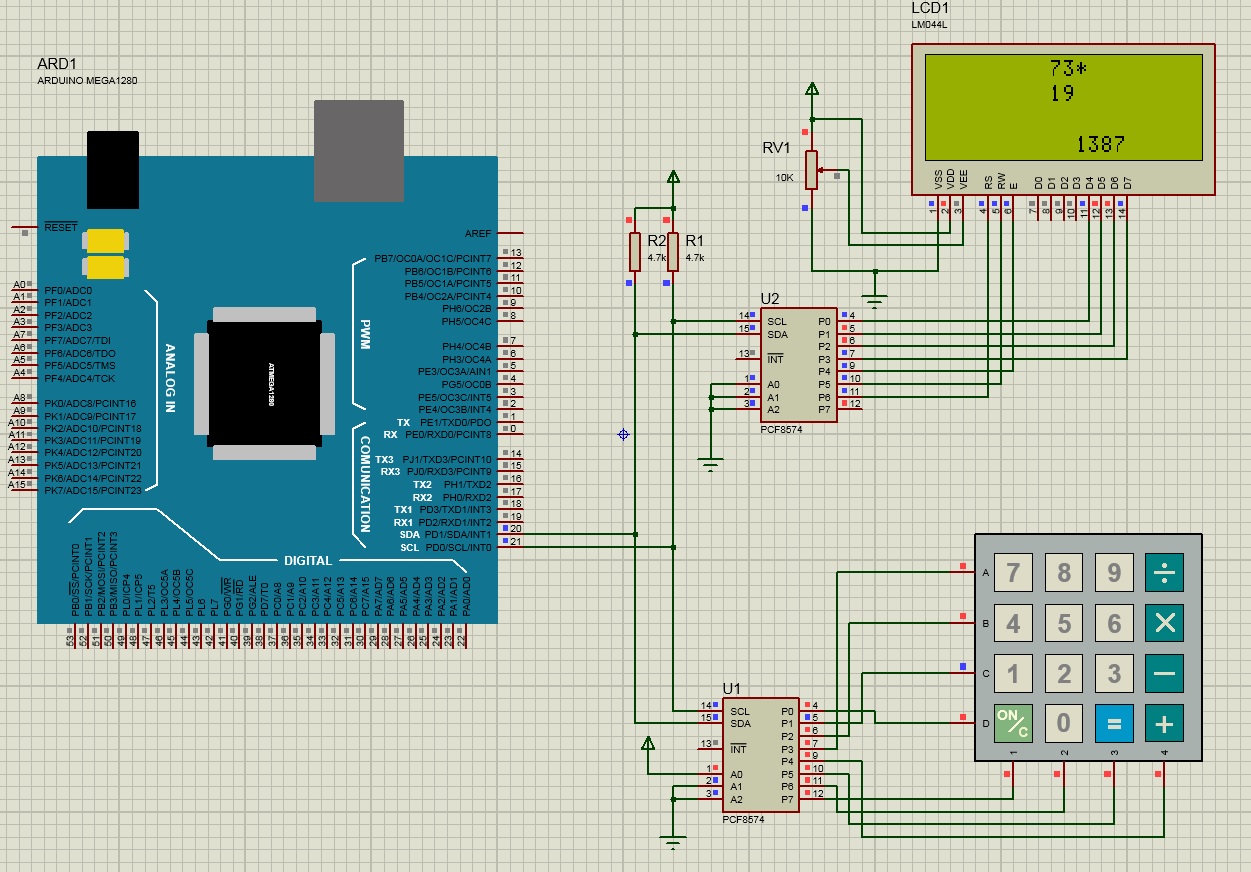 ARD1
ARDUINO MEGA1280
RESET
AREF
A0 PF0/ADC0
A1 PF1/ADC1
A2 PF2/ADC2
A3 PF3/ADC3
A7 PF7/ADC7/TDI
A6 PF6/ADC6/TDO
A5 PF5/ADC5/TMS
A4 PF4/ADC4/TCK
A8 PK0/ADC8/PCINT16
A9 PK1/ADC9/PCINT17
A10 PK2/ADC10/PCINT18
A11 PK3/ADC11/PCINT19
A12 PK4/ADC12/PCINT20
A13 PK5/ADC13/PCINT21
A14 PK6/ADC14/PCINT22
A15 PK7/ADC15/PCINT23
ANALOG IN
ATMEGA1280
PWM
PB7/OC0A/OC1C/PCINT7 13
PB6/OC1B/PCINT6 12
PB5/OC1A/PCINT5 11
PB4/OC2A/PCINT4 10
PH6/OC2B 9
PH5/OC4C 8
PH4/OC4B 7
PH3/OC4A 6
PE3/OC3A/AIN1 5
PG5/OC0B 4
PE5/OC3C/INT5 3
PE4/OC3B/INT4 2
TX PE1/TXD0/PDO 1
RX PE0/RXD0/PCINT8 0
COMUNICATION
TX3 PJ1/TXD3/PCINT10 14
RX3 PJ0/RXD3/PCINT9 15
TX2 PH1/TXD2 16
RX2 PH0/RXD2 17
TX1 PD3/TXD1/INT3 18
RX1 PD2/RXD1/INT2 19
SDA PD1/SDA/INT1 20
SCL PD0/SCL/INT0 21
DIGITAL
PB0/SS/PCINT0 53
PB1/SCK/PCINT1 52
PB2/MOSI/PCINT2 51
PB3/MISO/PCINT3 50
PL0/ICP4 49
PL1/ICP5 48
PL2/T5 47
PL3/OC5A 46
PL4/OC5B 45
PL5/OC5C 44
PL6 43
PL7 42
PG0/WR 41
PG1/RD 40
PG2/ALE 39
PD7/T0 38
PC0/A8 37
PC1/A9 36
PC2/A10 35
PC3/A11 34
PC4/A12 33
PC5/A13 32
PC6/A14 31
PC7/A15 30
PA7/AD7 29
PA6/AD6 28
PA5/AD5 27
PA4/AD4 26
PA3/AD3 25
PA2/AD2 24
PA1/AD1 23
PA0/AD0 22
R2
4.7k
R1
4.7k
RV1
10K
LCD1
LM044L
73*
19
1387
VSS VDD VEE RS RW E D0 D1 D2 D3 D4 D5 D6 D7
1 2 3 4 5 6 7 8 9 10 11 12 13 14
U2
14 SCL P0 4
15 SDA P1 5
P2 6
13 INT P3 7
P4 9
1 A0 P5 10
2 A1 P6 11
3 A2 P7 12
PCF8574
U1
14 SCL P0 4
15 SDA P1 5
P2 6
13 INT P3 7
P4 9
1 A0 P5 10
2 A1 P6 11
3 A2 P7 12
PCF8574
A 7 8 9 ÷
B 4 5 6 ×
C 1 2 3 −
D ON/C 0 = +
1 2 3 4